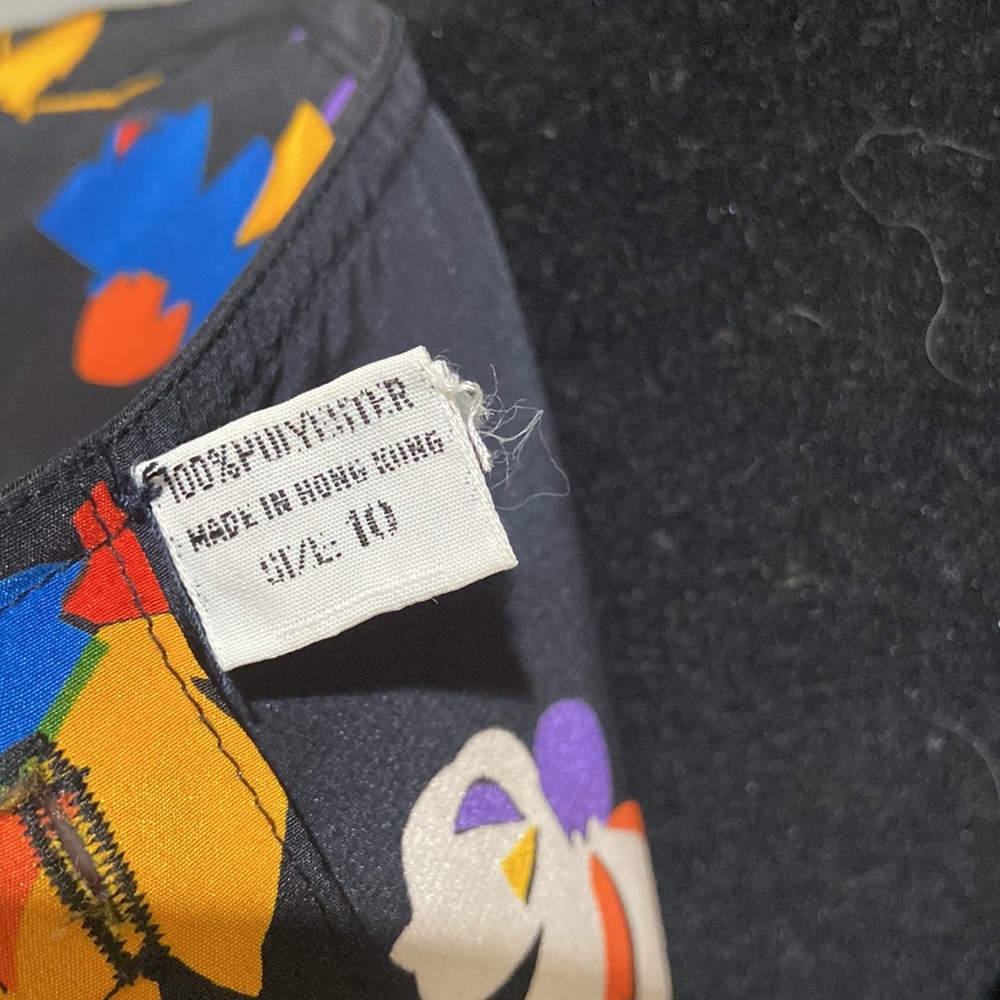 100% POLYESTER
MADE IN HONG KONG
SIZE: 10